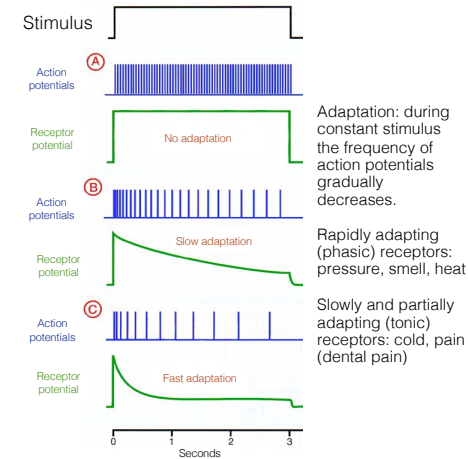 Stimulus
A
Action
potentials
Receptor
potential
No adaptation
Adaptation: during
constant stimulus
the frequency of
action potentials
gradually
decreases.
B
Action
potentials
Receptor
potential
Slow adaptation
Rapidly adapting
(phasic) receptors:
pressure, smell, heat
C
Action
potentials
Receptor
potential
Fast adaptation
Slowly and partially
adapting (tonic)
receptors: cold, pain
(dental pain)
0 1 2 3
Seconds